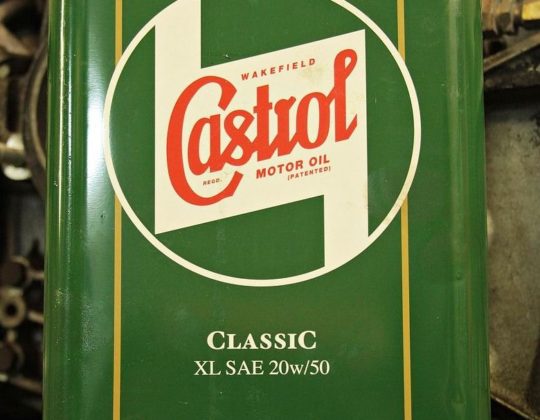 WAKEFIELD
Castrol
REGD.
MOTOR OIL
(PATENTED)
CLASSIC
XL SAE 20w/50